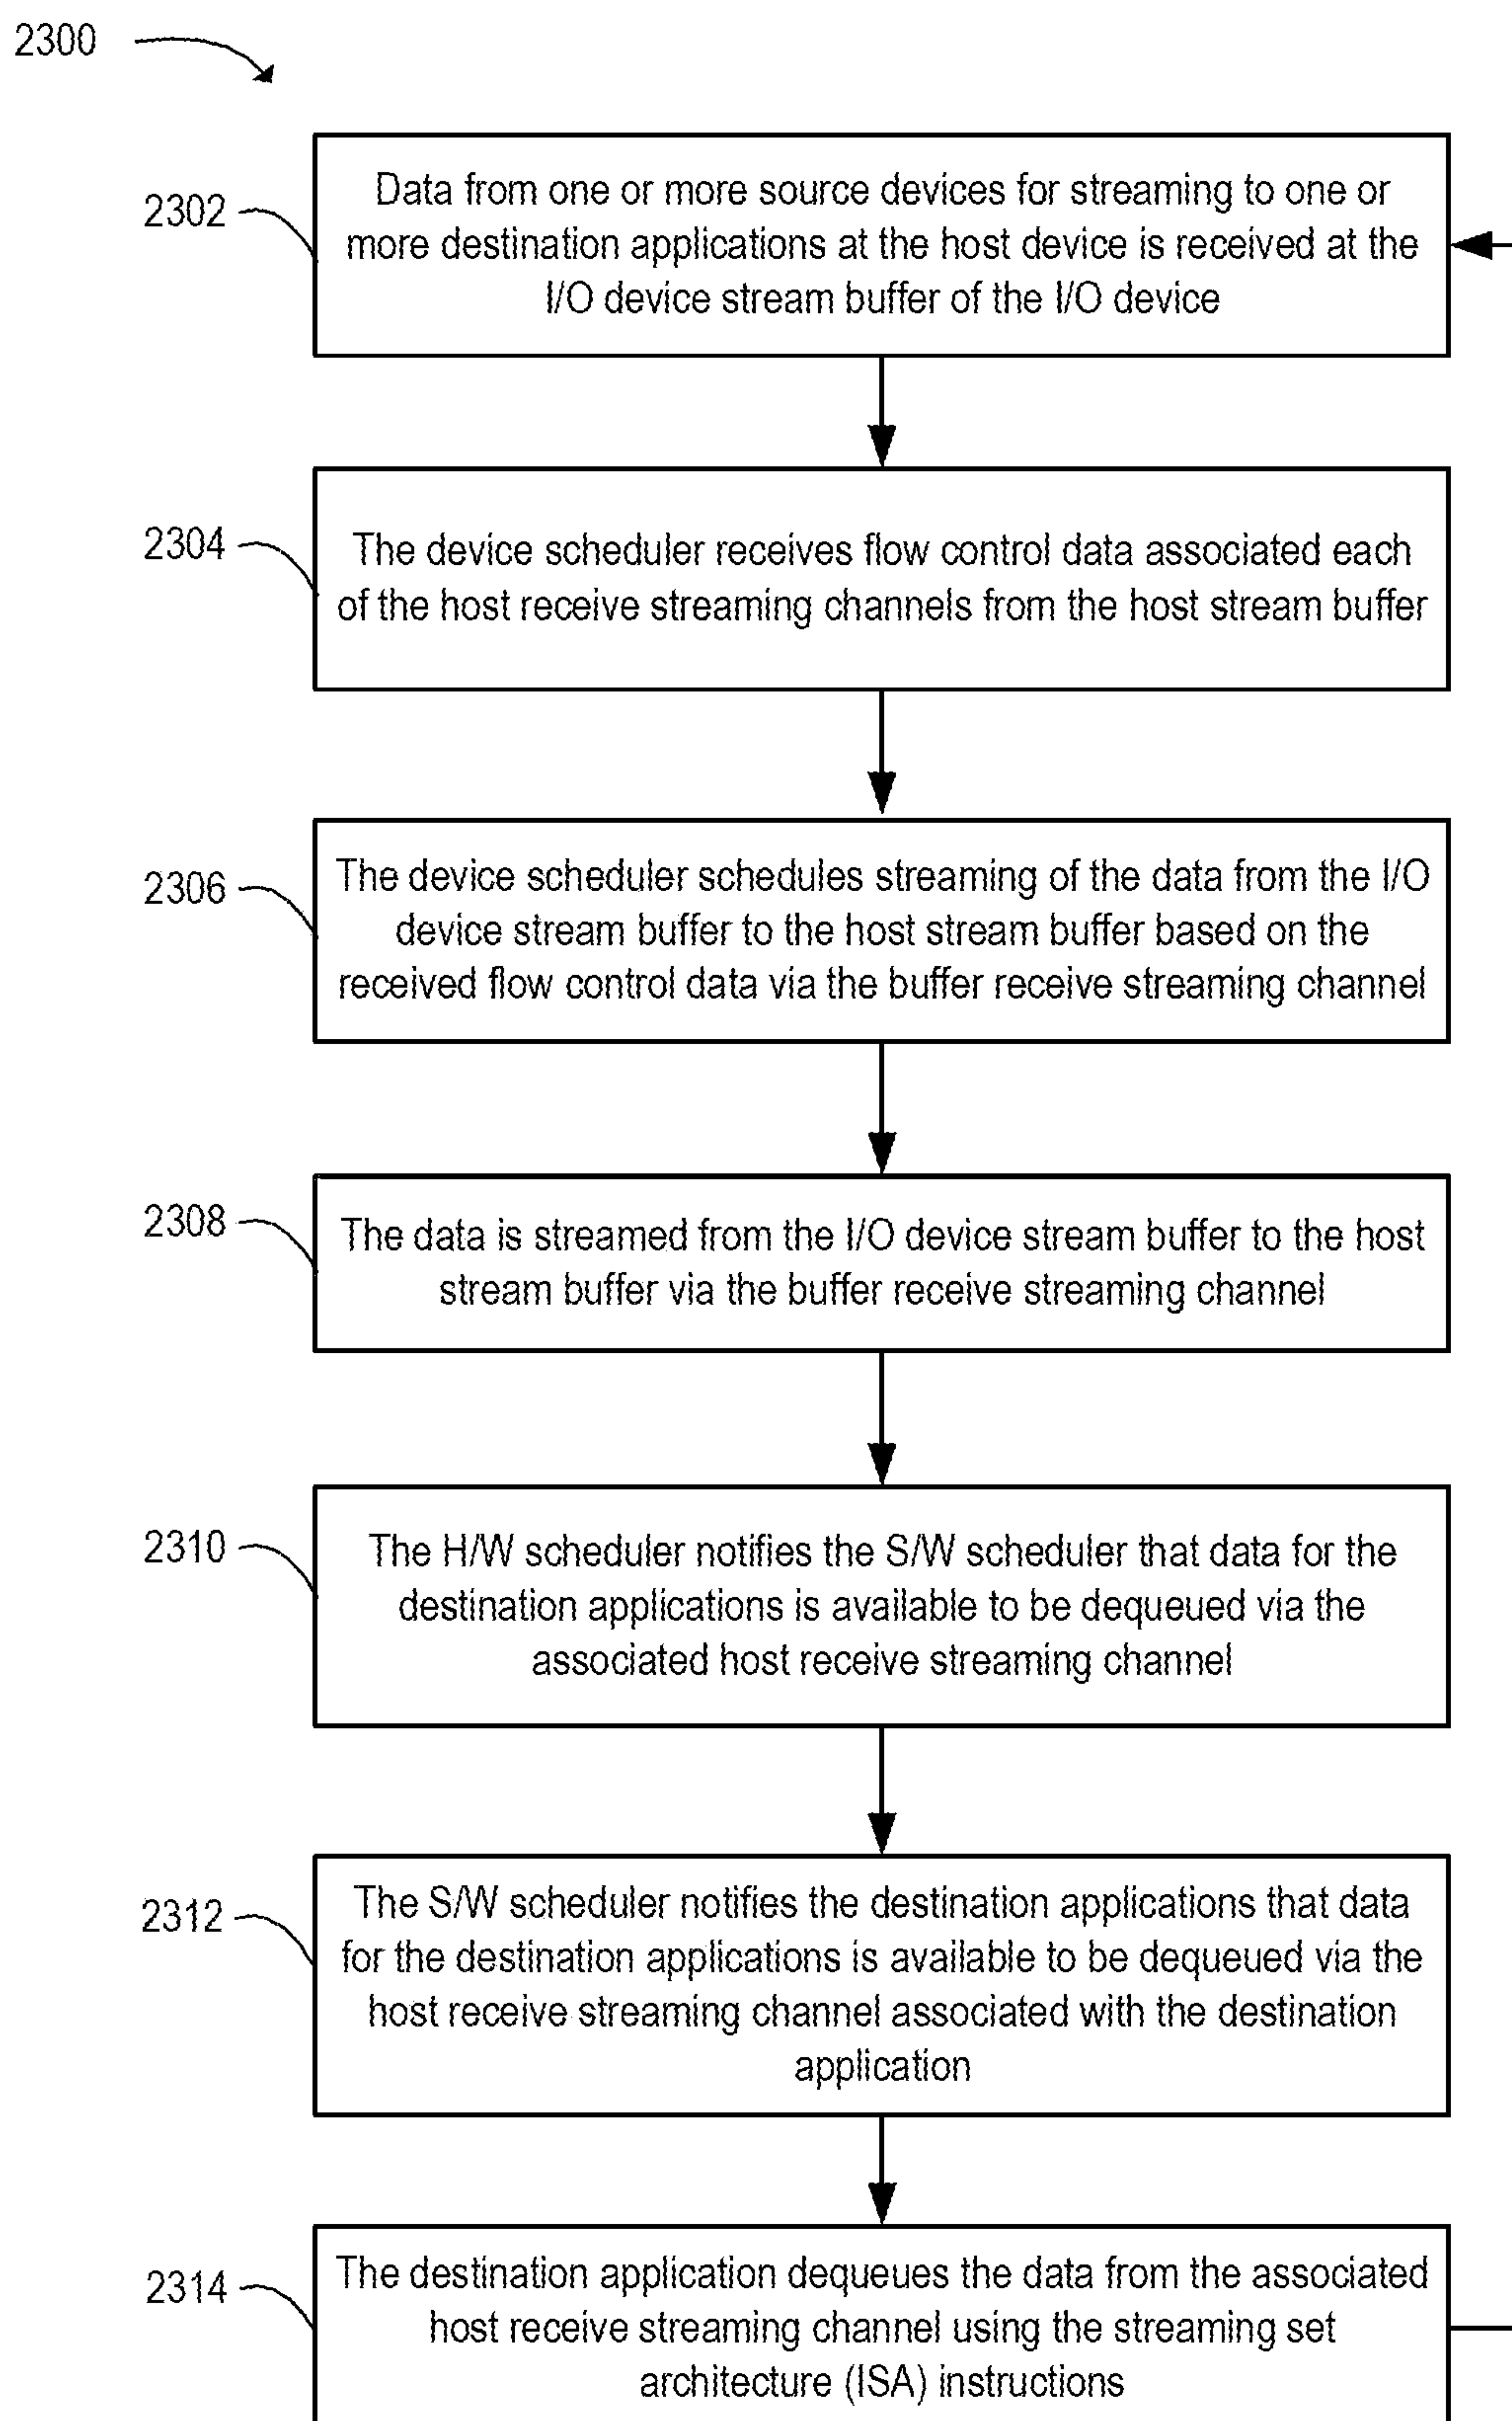 2300
2302
Data from one or more source devices for streaming to one or
more destination applications at the host device is received at the
I/O device stream buffer of the I/O device
2304
The device scheduler receives flow control data associated each
of the host receive streaming channels from the host stream buffer
2306
The device scheduler schedules streaming of the data from the I/O
device stream buffer to the host stream buffer based on the
received flow control data via the buffer receive streaming channel
2308
The data is streamed from the I/O device stream buffer to the host
stream buffer via the buffer receive streaming channel
2310
The H/W scheduler notifies the S/W scheduler that data for the
destination applications is available to be dequeued via the
associated host receive streaming channel
2312
The S/W scheduler notifies the destination applications that data
for the destination applications is available to be dequeued via the
host receive streaming channel associated with the destination
application
2314
The destination application dequeues the data from the associated
host receive streaming channel using the streaming set
architecture (ISA) instructions